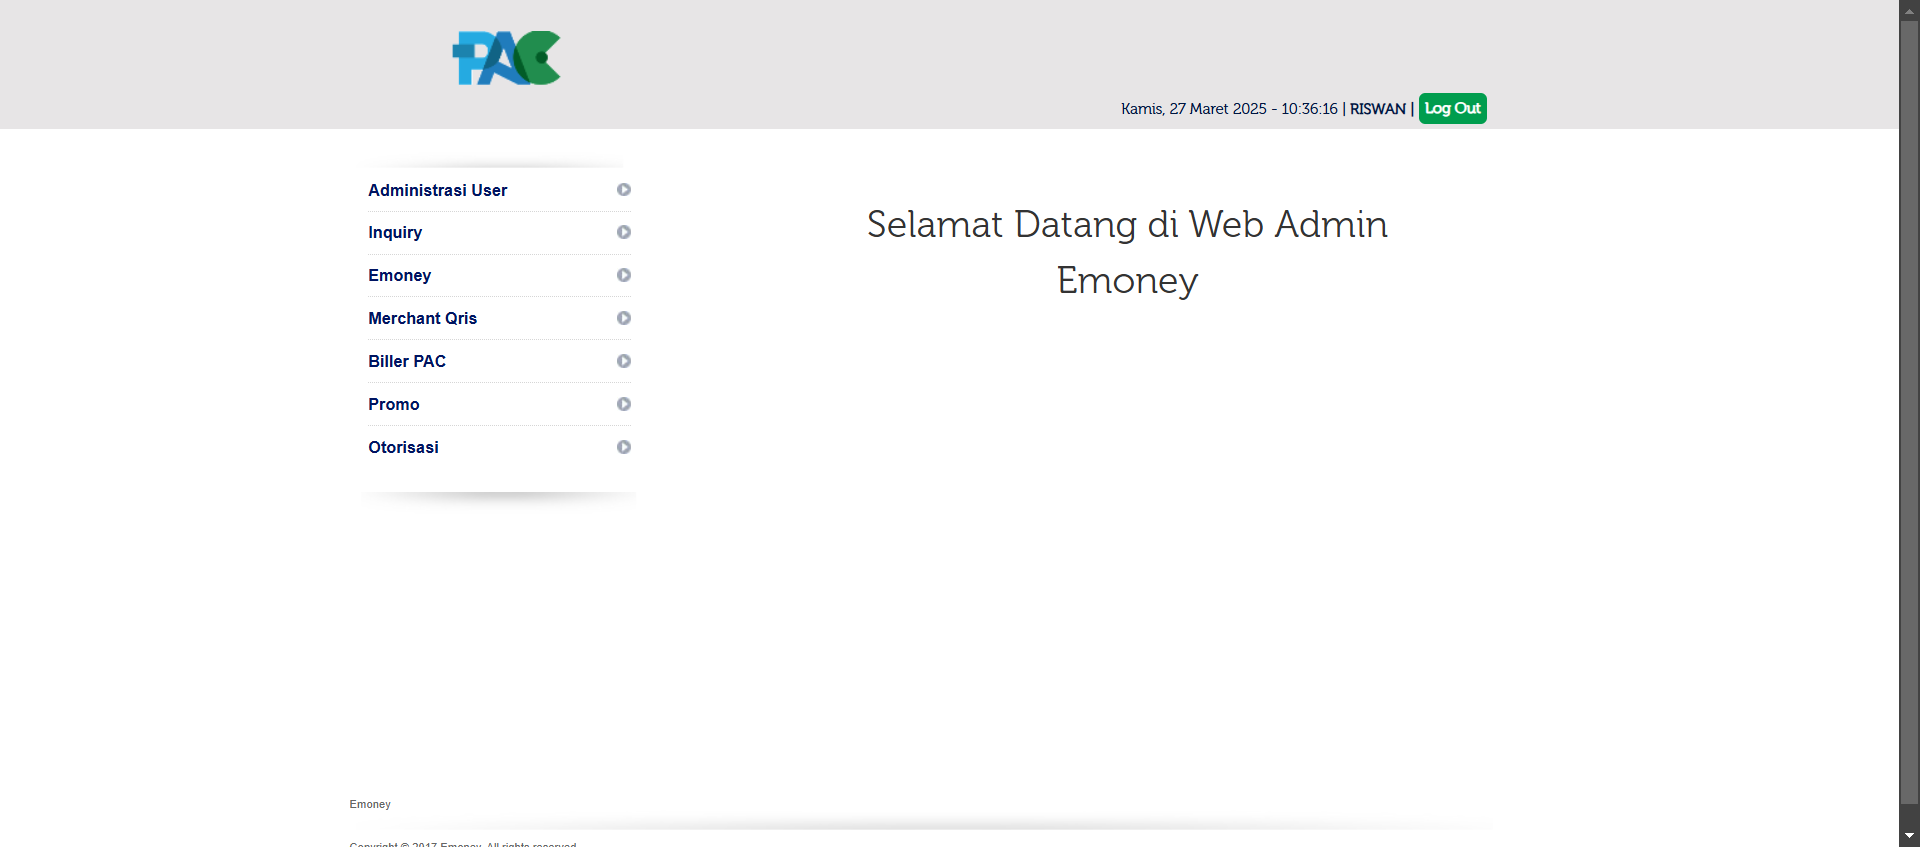 PAC
Kamis, 27 Maret 2025 - 10:36:16 | RISWAN | Log Out
Administrasi User
Inquiry
Emoney
Merchant Qris
Biller PAC
Promo
Otorisasi
Selamat Datang di Web Admin
Emoney
Emoney
Copyright © 2017 Emoney. All rights reserved